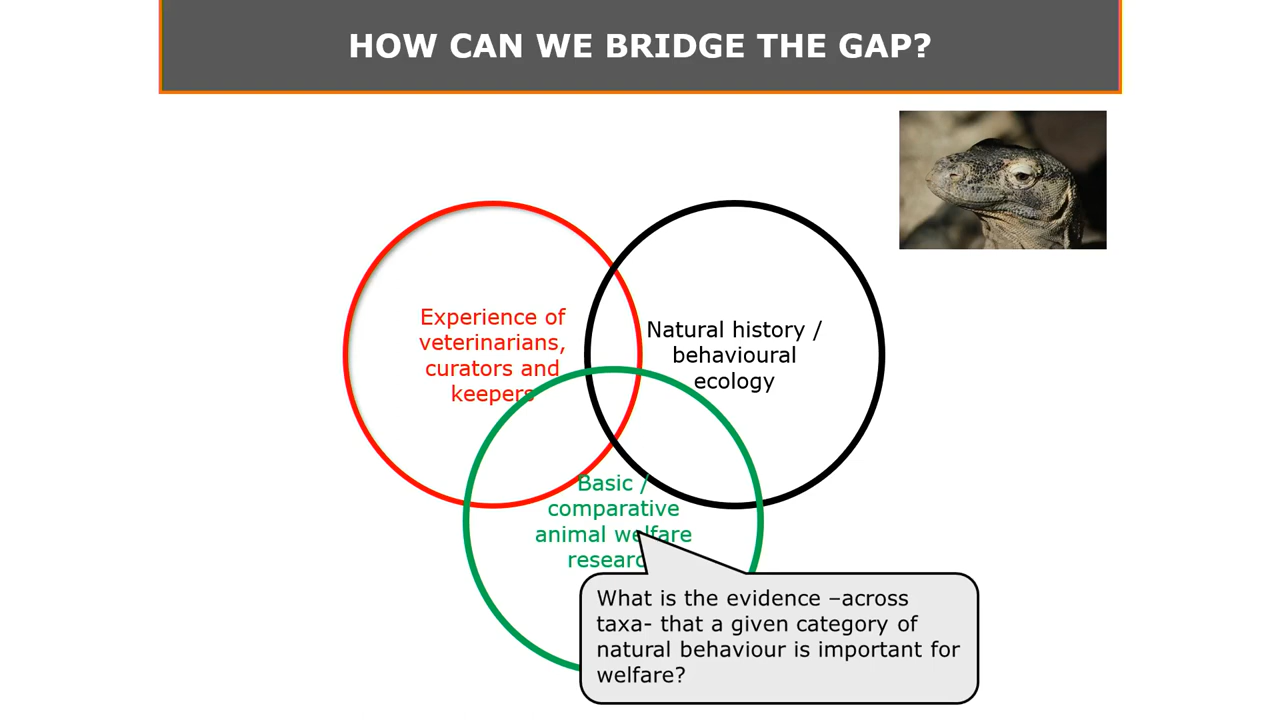 HOW CAN WE BRIDGE THE GAP?
Experience of
veterinarians,
curators and
keepers
Natural history /
behavioural
ecology
Basic /
comparative
animal welfare
research
What is the evidence –across
taxa- that a given category of
natural behaviour is important for
welfare?